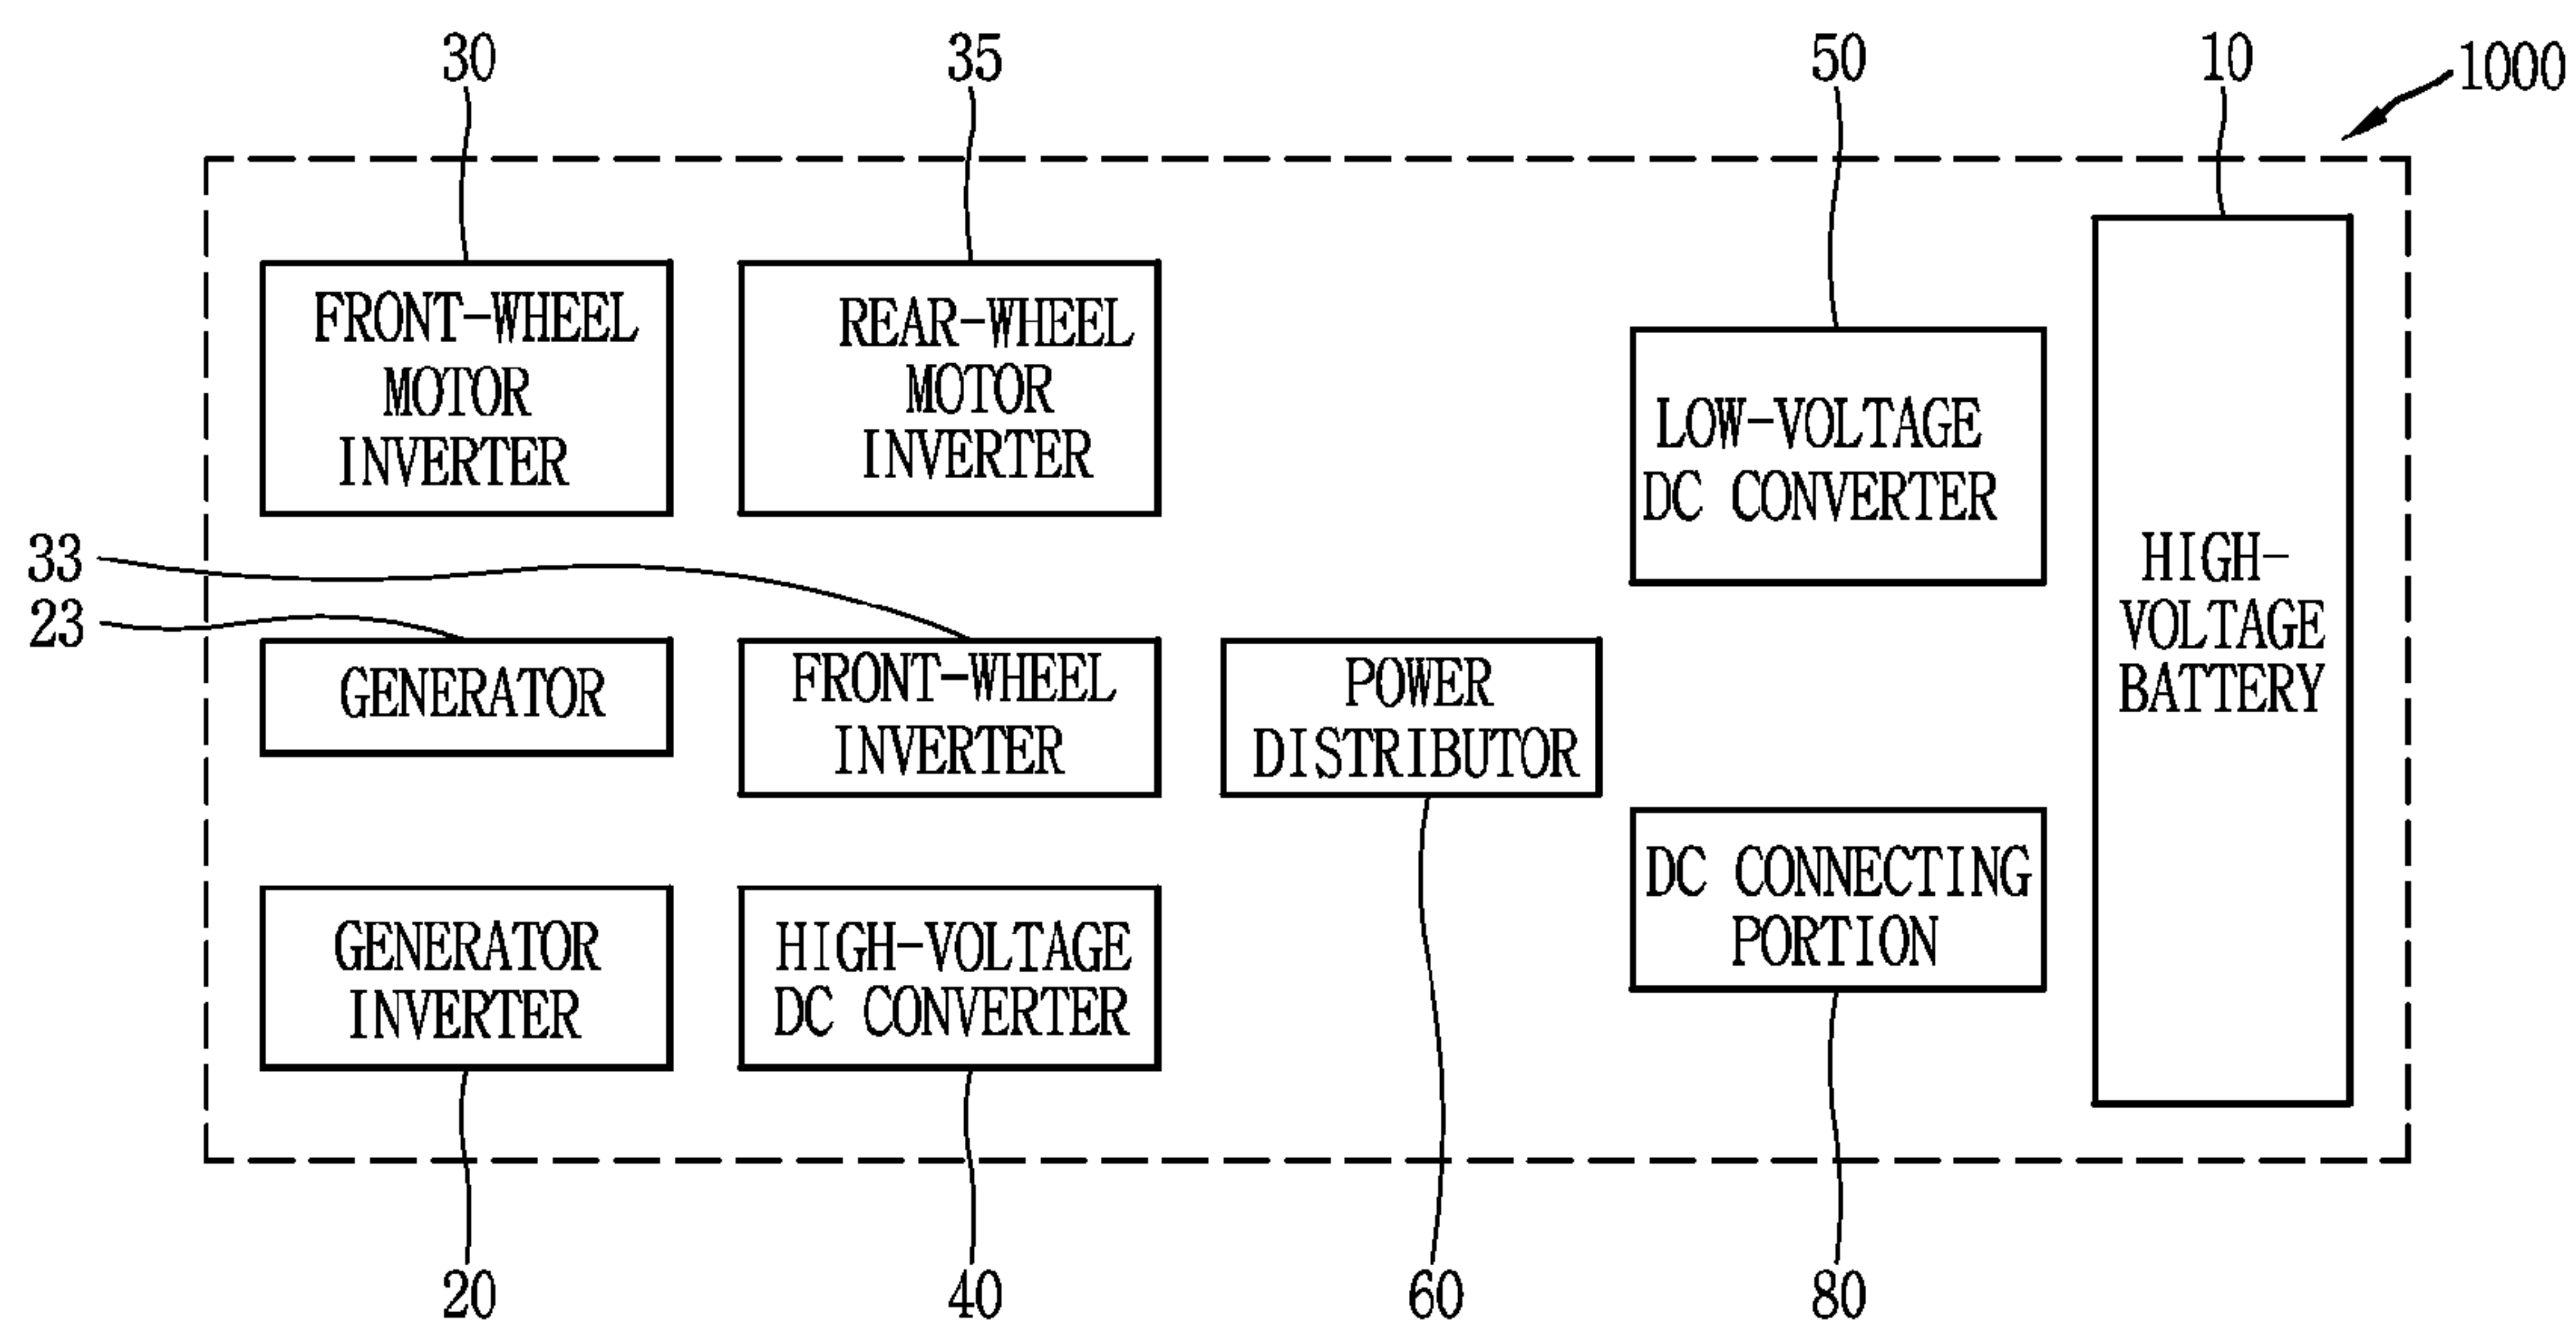 30
35
50
10
1000
FRONT-WHEEL
MOTOR
INVERTER
REAR-WHEEL
MOTOR
INVERTER
LOW-VOLTAGE
DC CONVERTER
HIGH-
VOLTAGE
BATTERY
33
23
GENERATOR
FRONT-WHEEL
INVERTER
POWER
DISTRIBUTOR
DC CONNECTING
PORTION
GENERATOR
INVERTER
HIGH-VOLTAGE
DC CONVERTER
20
40
60
80